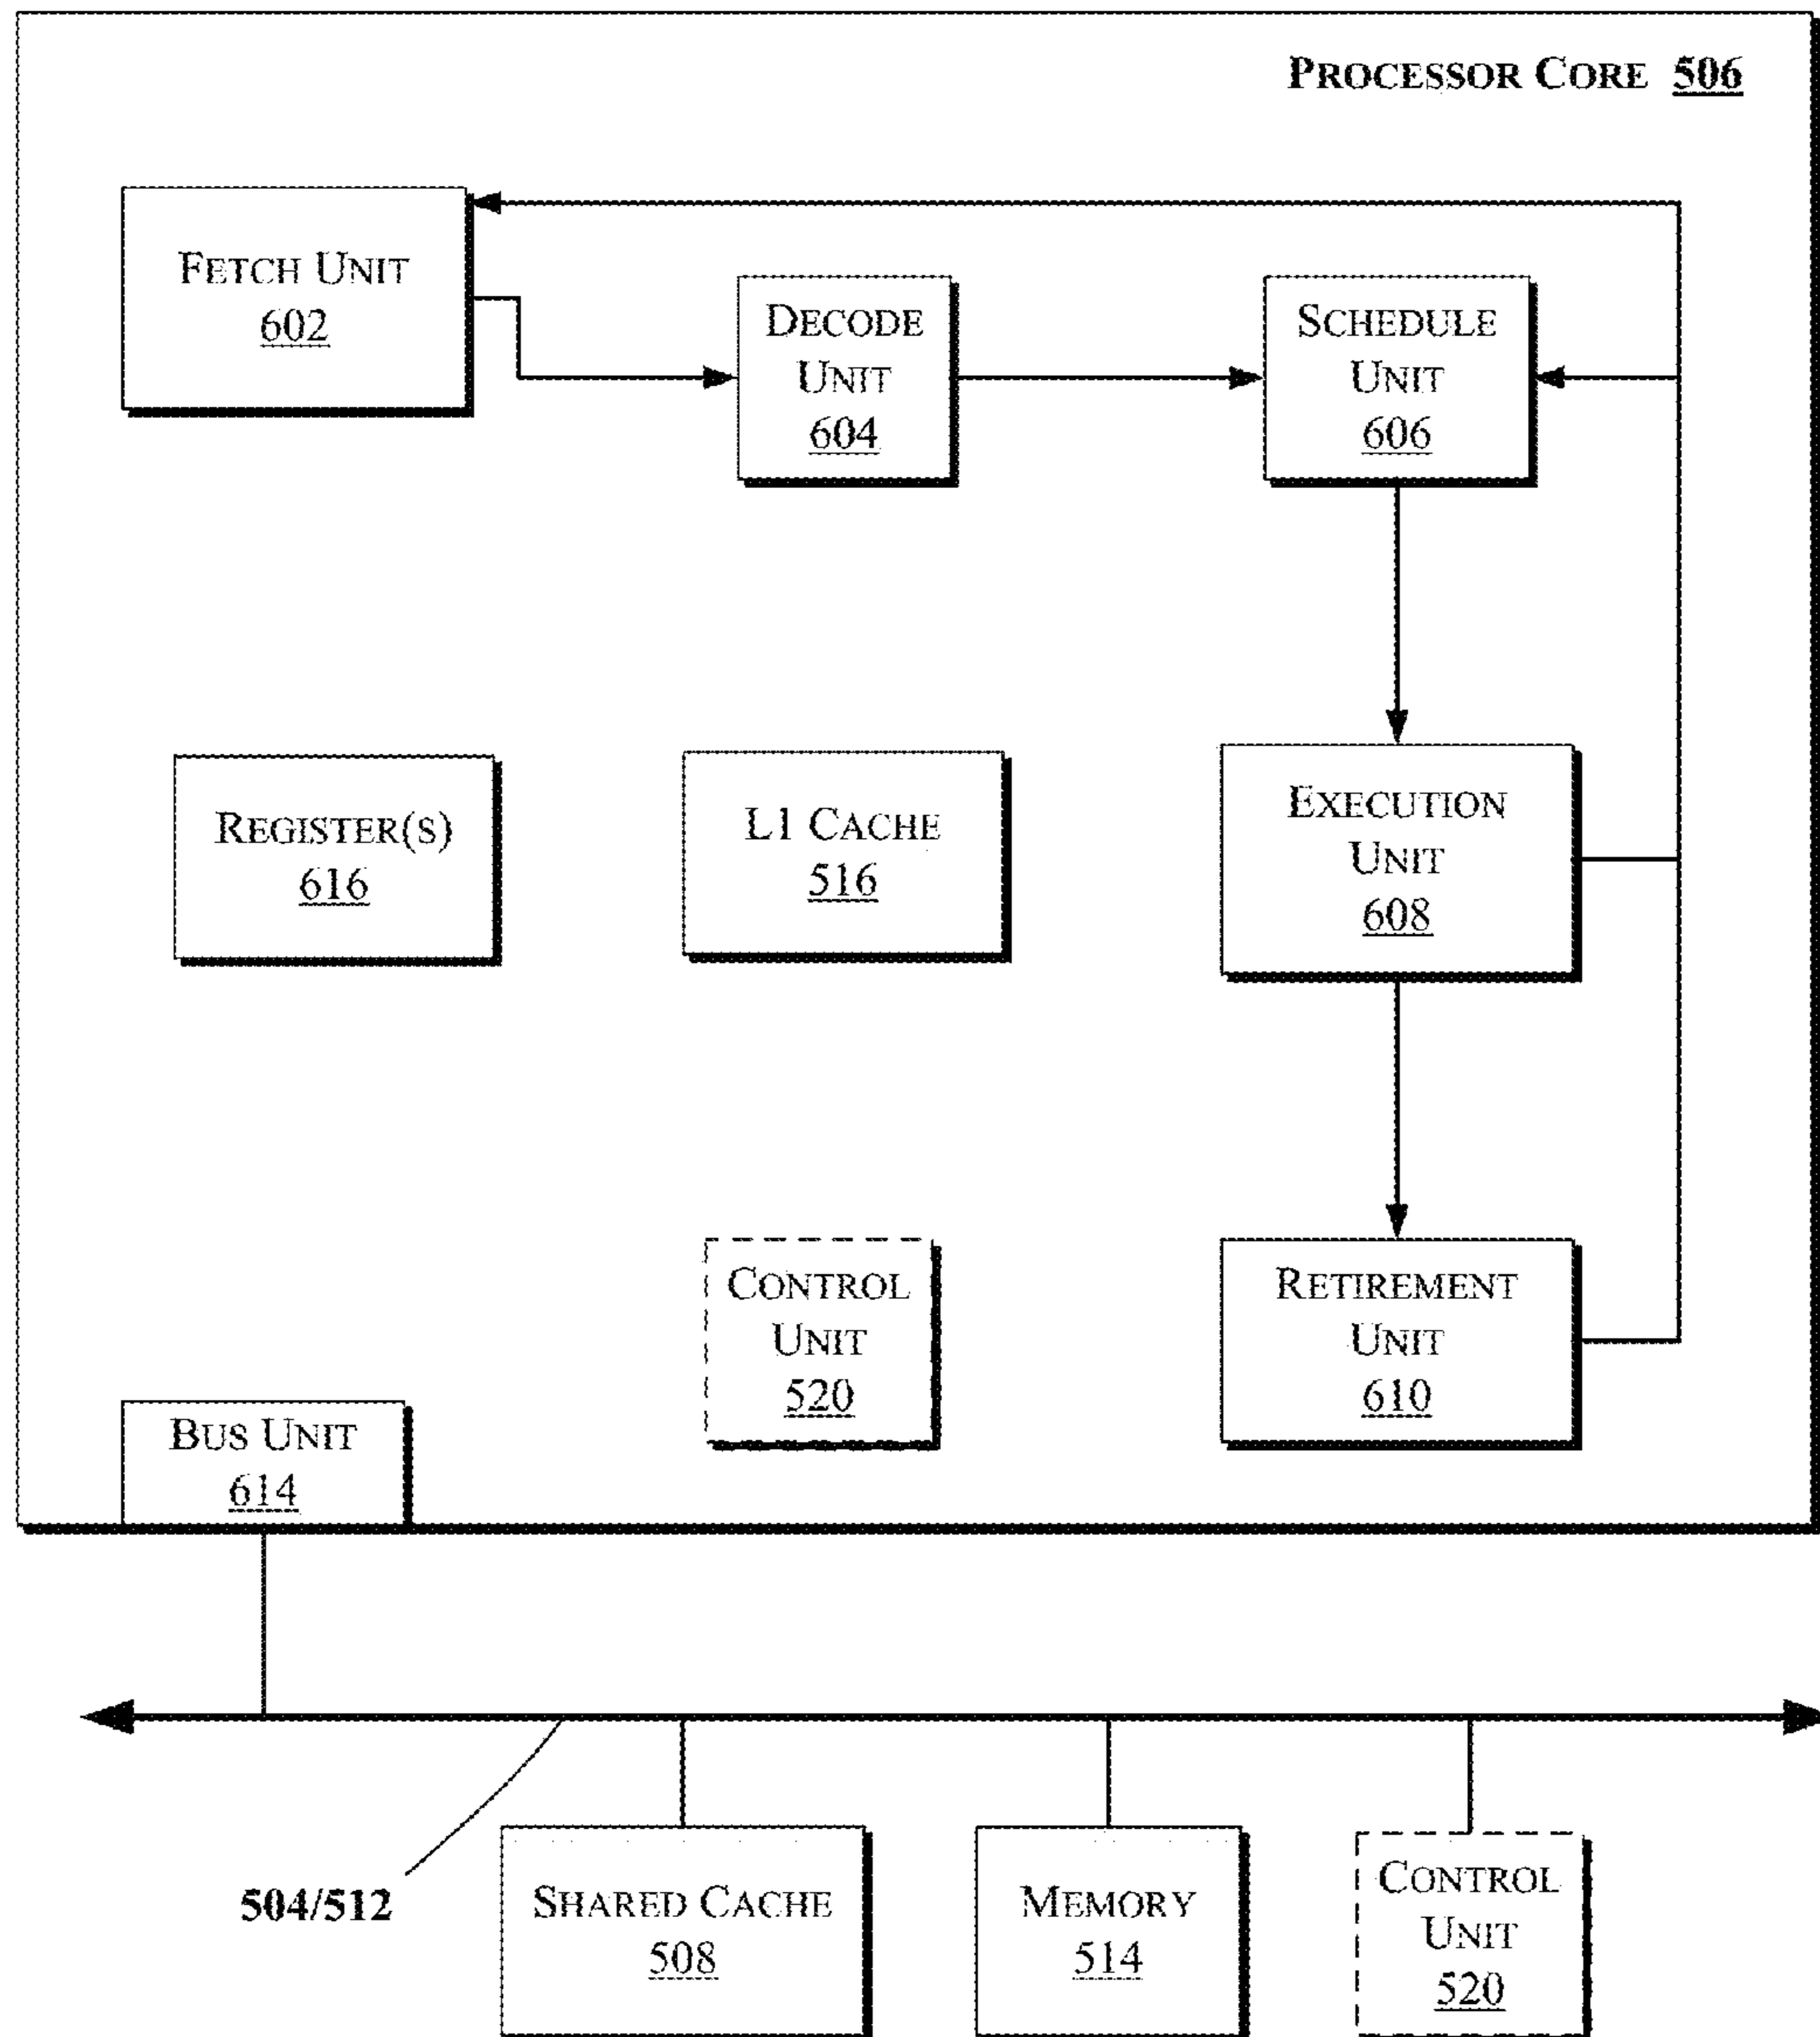 PROCESSOR CORE 506
FETCH UNIT
602
DECODE
UNIT
604
SCHEDULE
UNIT
606
REGISTER(S)
616
L1 CACHE
516
EXECUTION
UNIT
608
CONTROL
UNIT
520
RETIREMENT
UNIT
610
BUS UNIT
614
504/512
SHARED CACHE
508
MEMORY
514
CONTROL
UNIT
520